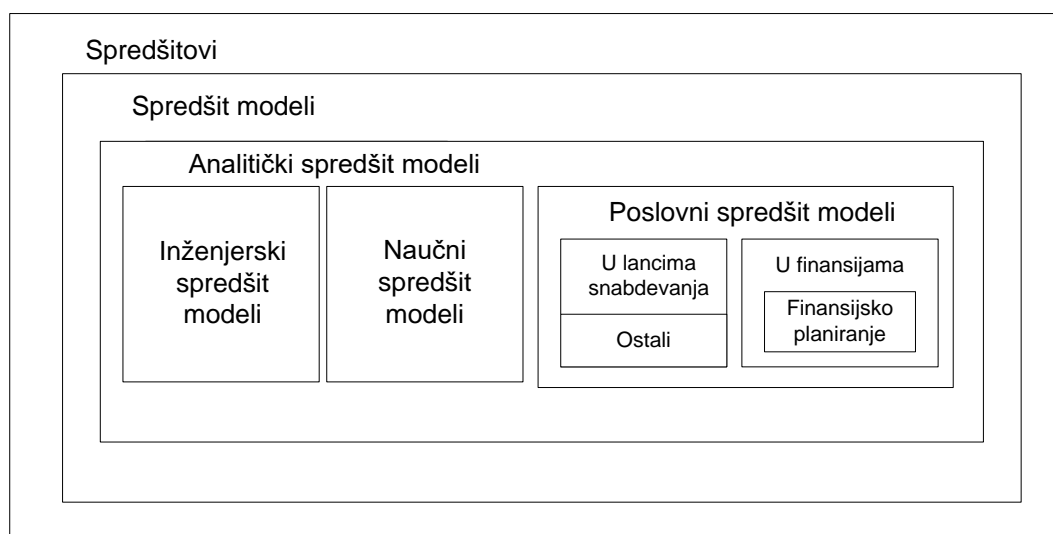 Spredšitovi
Spredšit modeli
Analitički spredšit modeli
Inženjerski
spredšit
modeli
Naučni
spredšit
modeli
Poslovni spredšit modeli
U lancima
snabdevanja
Ostali
U finansijama
Finansijsko
planiranje